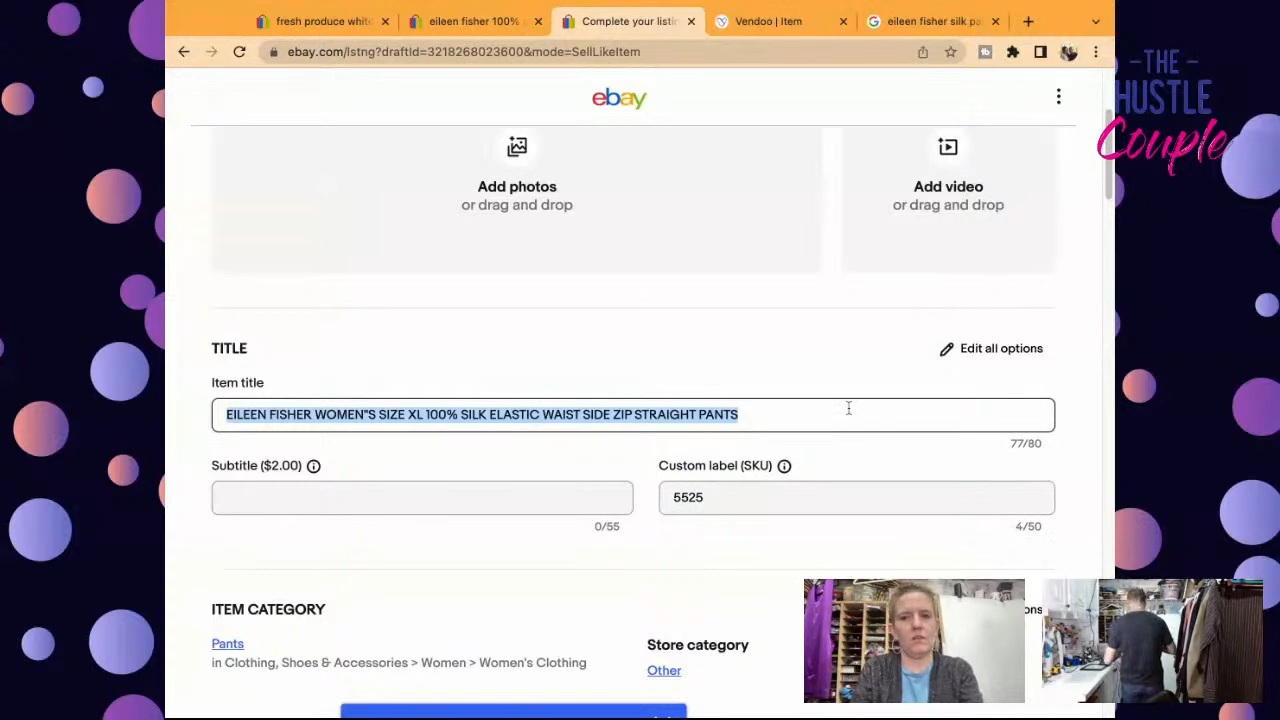 fresh produce white
eileen fisher 100%
Complete your listin
Vendoo | Item
eileen fisher silk pa
ebay.com/lstng?draftId=3218268023600&mode=SellLikeItem
-THE-
HUSTLE
Couple
ebay
Add photos
or drag and drop
Add video
or drag and drop
TITLE
Edit all options
Item title
EILEEN FISHER WOMEN"S SIZE XL 100% SILK ELASTIC WAIST SIDE ZIP STRAIGHT PANTS
77/80
Subtitle ($2.00)
Custom label (SKU)
5525
0/55
4/50
ITEM CATEGORY
Pants
in Clothing, Shoes & Accessories > Women > Women's Clothing
Store category
Other